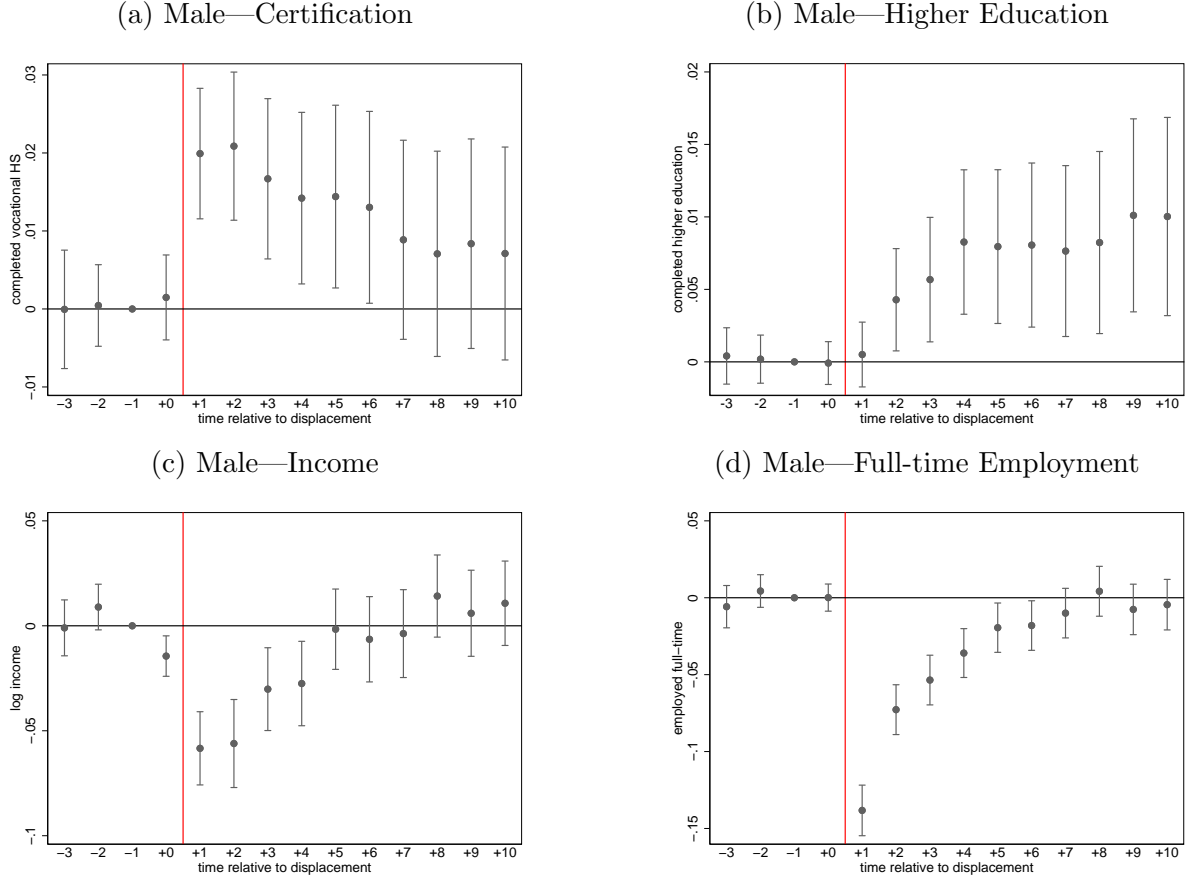 (a) Male—Certification
completed vocational HS
.03
.02
.01
0
−.01
−3 −2 −1 +0 +1 +2 +3 +4 +5 +6 +7 +8 +9 +10
time relative to displacement
(b) Male—Higher Education
completed higher education
.02
.015
.01
.005
0
-3 -2 -1 +0 +1 +2 +3 +4 +5 +6 +7 +8 +9 +10
time relative to displacement
(c) Male—Income
log income
.05
0
−.05
−.1
−3 −2 −1 +0 +1 +2 +3 +4 +5 +6 +7 +8 +9 +10
time relative to displacement
(d) Male—Full-time Employment
employed full−time
.05
0
−.05
−.1
−.15
−3 −2 −1 +0 +1 +2 +3 +4 +5 +6 +7 +8 +9 +10
time relative to displacement